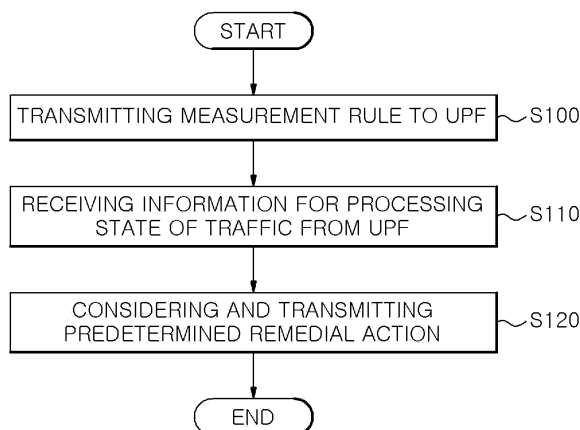 START
TRANSMITTING MEASUREMENT RULE TO UPF
S100
RECEIVING INFORMATION FOR PROCESSING
STATE OF TRAFFIC FROM UPF
S110
CONSIDERING AND TRANSMITTING
PREDETERMINED REMEDIAL ACTION
S120
END